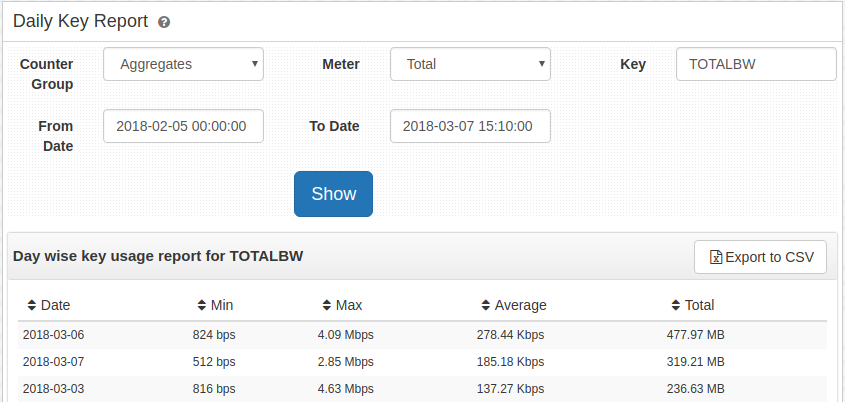 Daily Key Report ?
Counter Group Aggregates Meter Total Key TOTALBW
From Date 2018-02-05 00:00:00 To Date 2018-03-07 15:10:00
Show
Day wise key usage report for TOTALBW Export to CSV
Date Min Max Average Total
2018-03-06 824 bps 4.09 Mbps 278.44 Kbps 477.97 MB
2018-03-07 512 bps 2.85 Mbps 185.18 Kbps 319.21 MB
2018-03-03 816 bps 4.63 Mbps 137.27 Kbps 236.63 MB